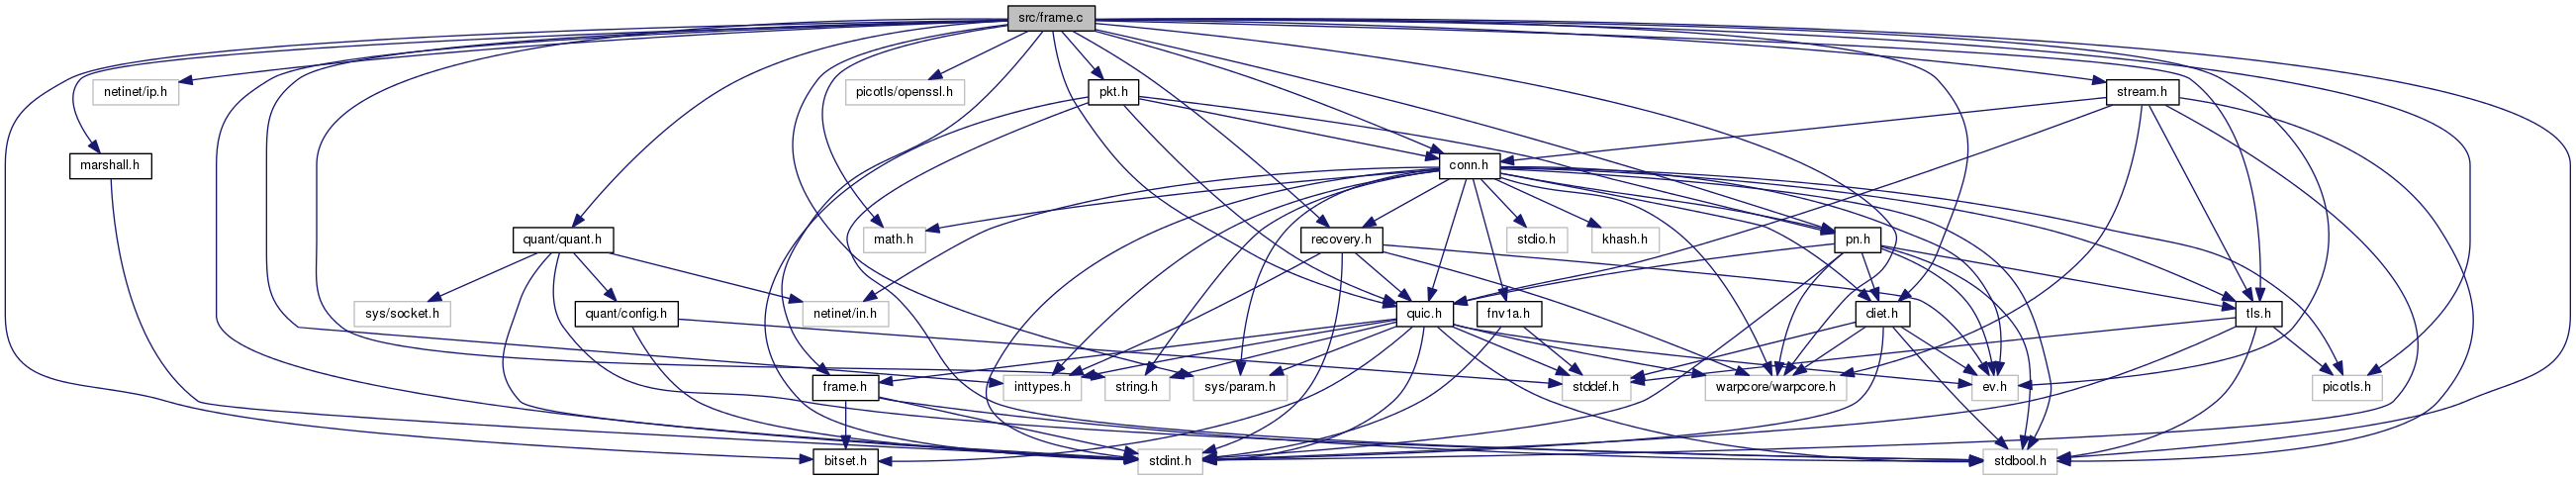 src/frame.c
netinet/ip.h
picotls/openssl.h
pkt.h
stream.h
marshall.h
conn.h
quant/quant.h
math.h
recovery.h
stdio.h
khash.h
pn.h
sys/socket.h
quant/config.h
netinet/in.h
quic.h
fnv1a.h
diet.h
tls.h
frame.h
inttypes.h
string.h
sys/param.h
stddef.h
warpcore/warpcore.h
ev.h
picotls.h
bitset.h
stdint.h
stdbool.h